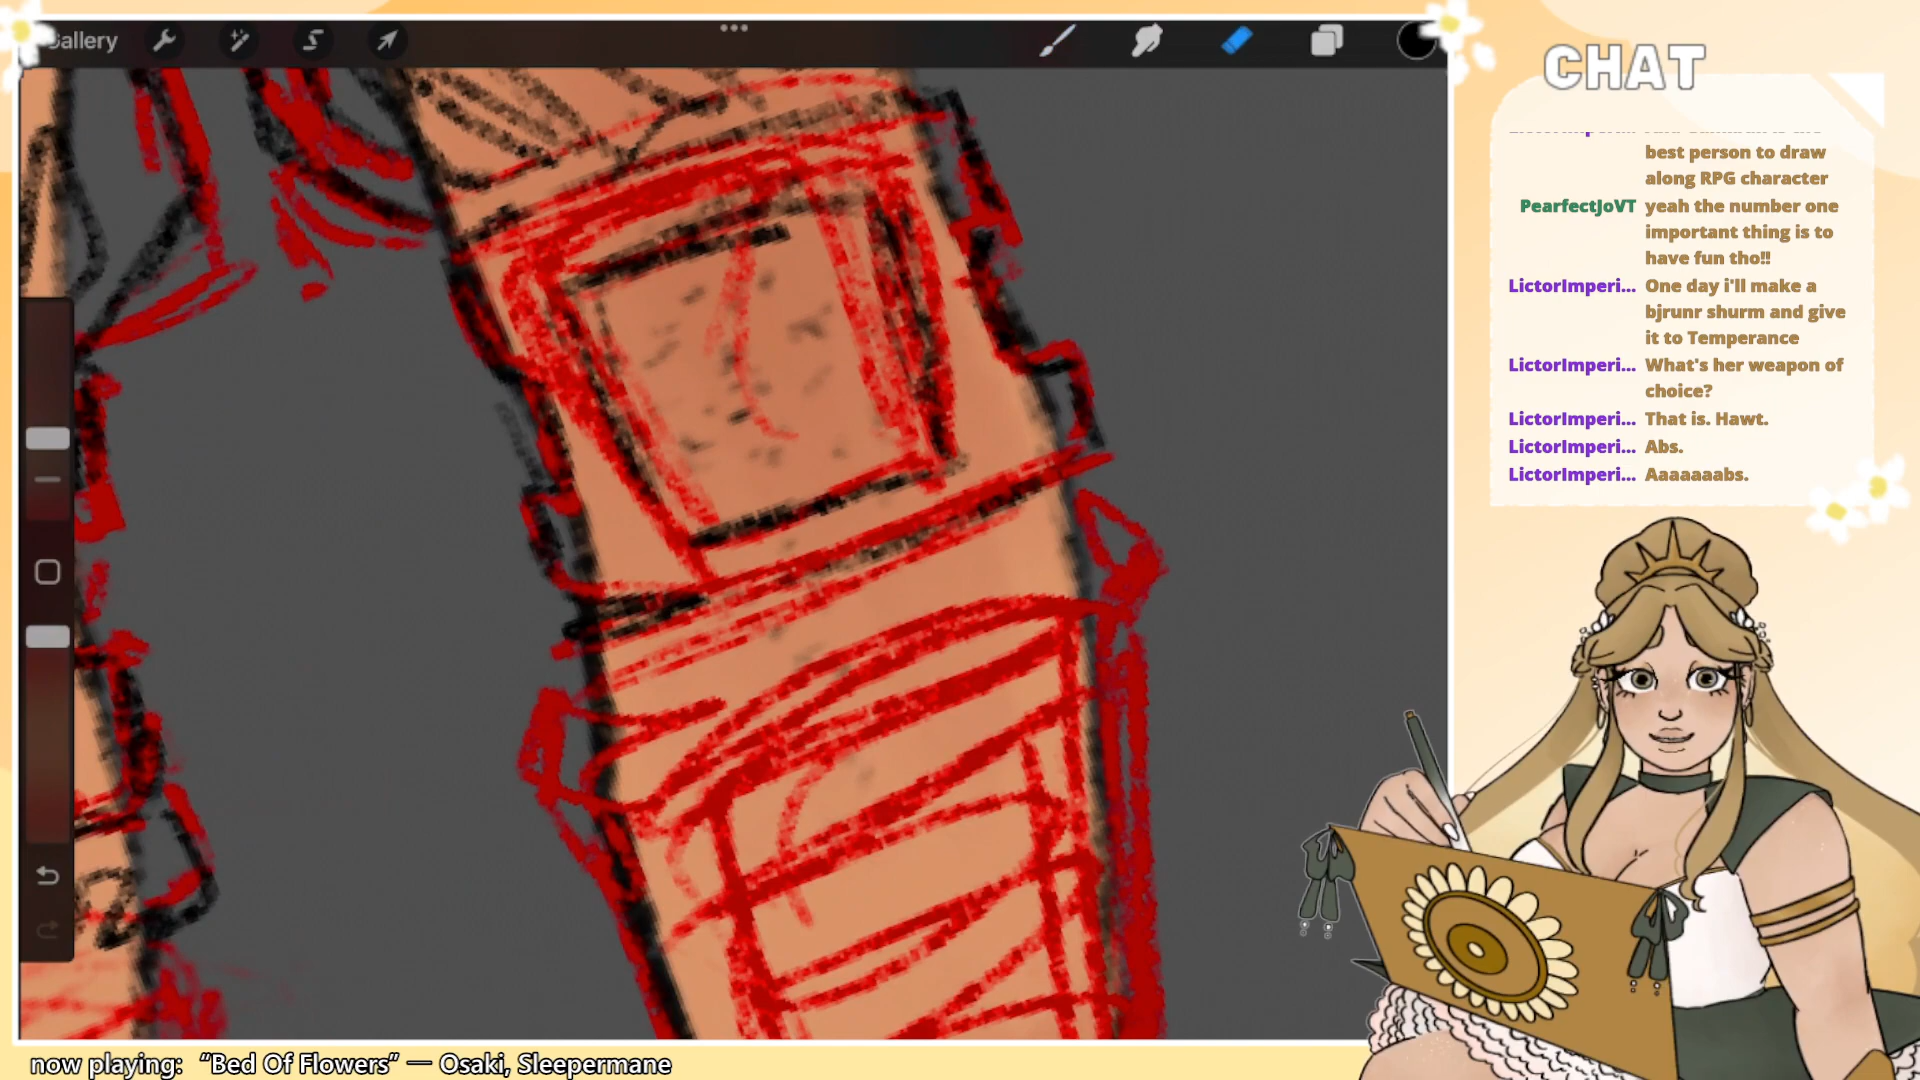 Gallery
CHAT
best person to draw
along RPG character
PearfectJoVT yeah the number one
important thing is to
have fun tho!!
LictorImperi... One day i'll make a
bjrunr shurm and give
it to Temperance
LictorImperi... What's her weapon of
choice?
LictorImperi... That is. Hawt.
LictorImperi... Abs.
LictorImperi... Aaaaaaabs.
now playing: “Bed Of Flowers” — Osaki, Sleepermane